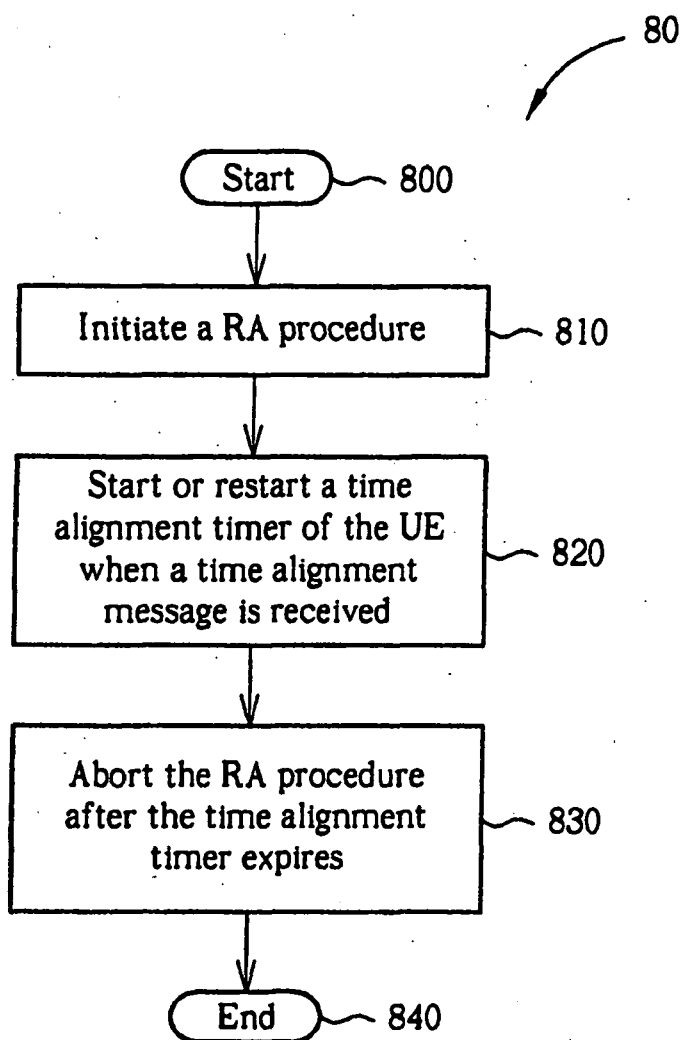 80
Start 800
Initiate a RA procedure 810
Start or restart a time
alignment timer of the UE
when a time alignment
message is received
820
Abort the RA procedure
after the time alignment
timer expires
830
End 840